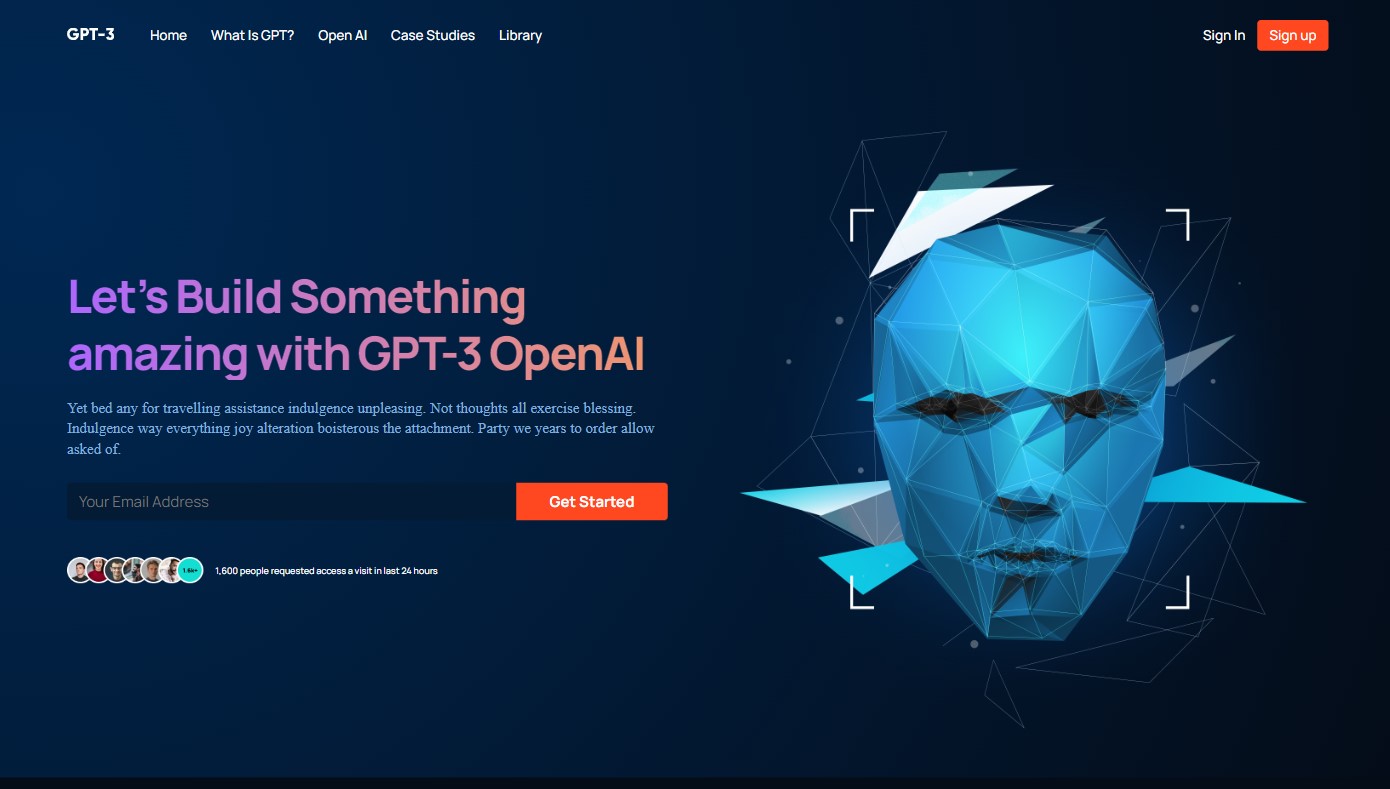 GPT-3 Home What Is GPT? Open AI Case Studies Library Sign In Sign up
Let’s Build Something
amazing with GPT-3 OpenAI
Yet bed any for travelling assistance indulgence unpleasing. Not thoughts all exercise blessing.
Indulgence way everything joy alteration boisterous the attachment. Party we years to order allow
asked of.
Your Email Address Get Started
1.6k+ 1,600 people requested access a visit in last 24 hours